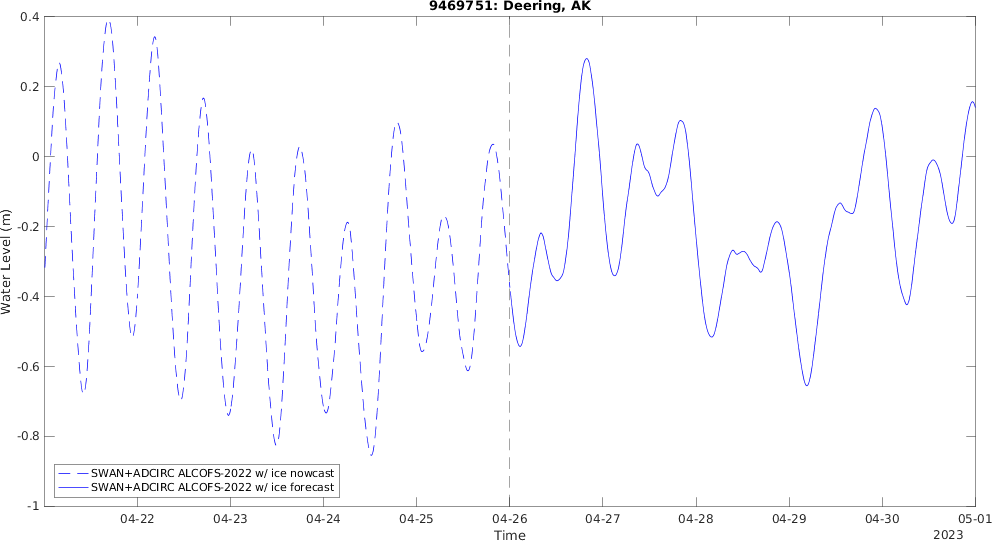 9469751: Deering, AK
0.4
0.2
0
-0.2
-0.4
-0.6
-0.8
-1
Water Level (m)
SWAN+ADCIRC ALCOFS-2022 w/ ice nowcast
SWAN+ADCIRC ALCOFS-2022 w/ ice forecast
04-22 04-23 04-24 04-25 04-26 04-27 04-28 04-29 04-30 05-01
Time
2023